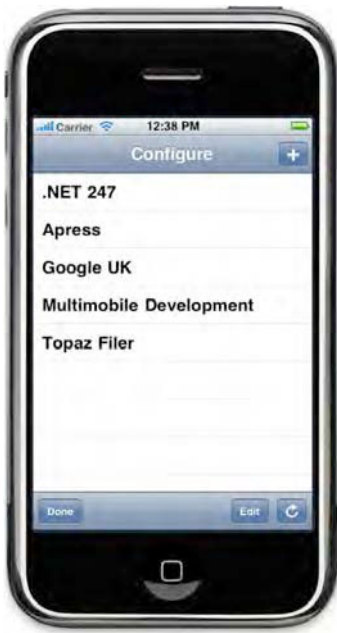 Carrier 12:38 PM
Configure +
.NET 247
Apress
Google UK
Multimobile Development
Topaz Filer
Done Edit